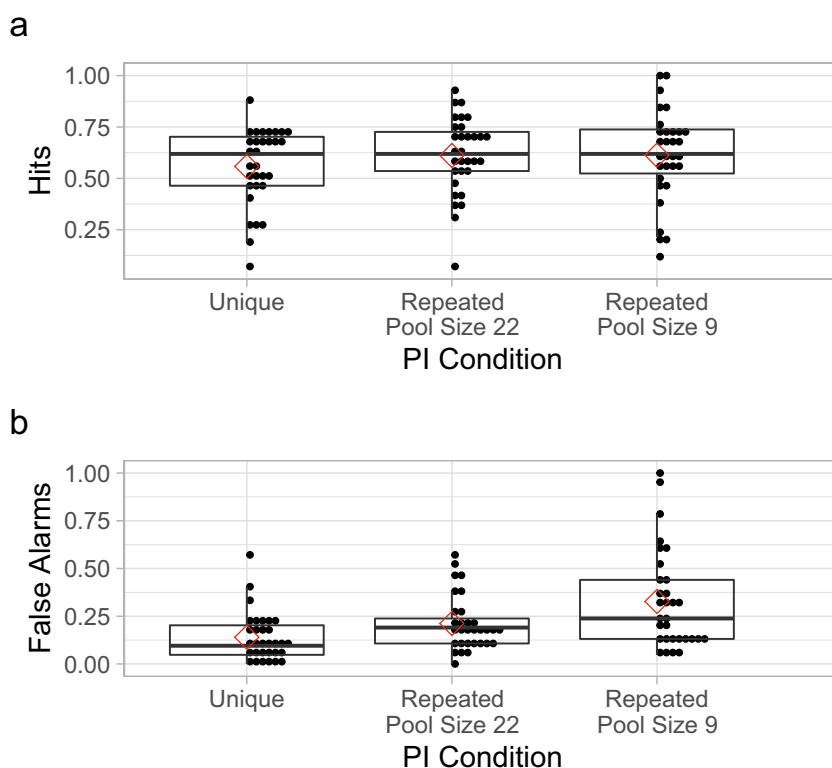 a
Hits
1.00
0.75
0.50
0.25
Unique
Repeated
Pool Size 22
Repeated
Pool Size 9
PI Condition
b
False Alarms
1.00
0.75
0.50
0.25
0.00
Unique
Repeated
Pool Size 22
Repeated
Pool Size 9
PI Condition